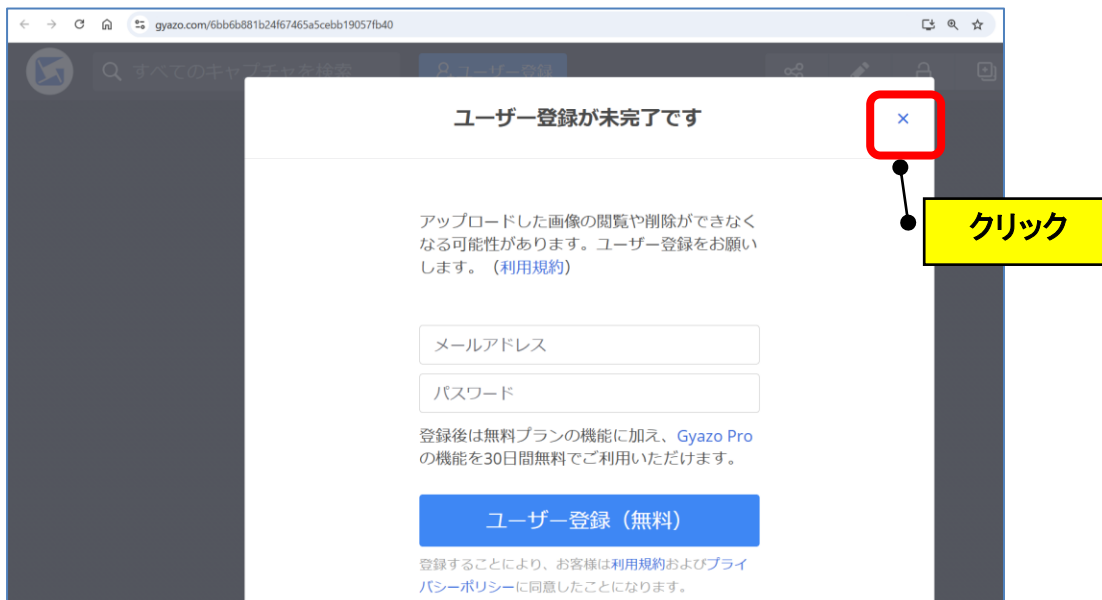 gyazo.com/6bb6b881b24f67465a5cebb19057fb40
すべてのキャプチャを検索
ユーザー登録
ユーザー登録が未完了です
×
クリック
アップロードした画像の閲覧や削除ができなく
なる可能性があります。ユーザー登録をお願い
します。（利用規約）
メールアドレス
パスワード
登録後は無料プランの機能に加え、Gyazo Pro
の機能を30日間無料でご利用いただけます。
ユーザー登録（無料）
登録することにより、お客様は利用規約およびプライ
バシーポリシーに同意したことになります。